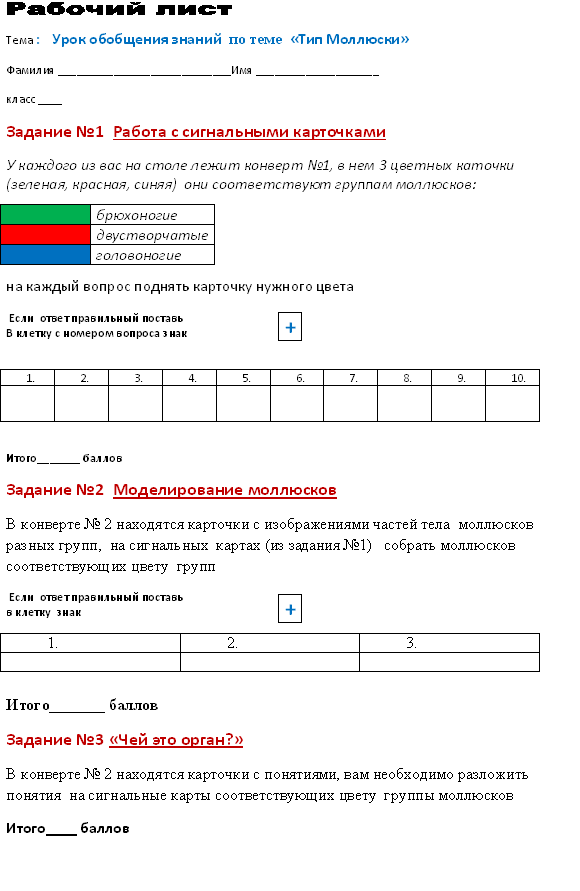 Рабочий лист
Тема : Урок обобщения знаний по теме «Тип Моллюски»
Фамилия ____________________________Имя ____________________
класс ____
Задание №1 Работа с сигнальными карточками
У каждого из вас на столе лежит конверт №1, в нем 3 цветных каточки
(зеленая, красная, синяя) они соответствуют группам моллюсков:
брюхоногие
двустворчатые
головоногие
на каждый вопрос поднять карточку нужного цвета
Если ответ правильный поставь
В клетку с номером вопроса знак +
1. 2. 3. 4. 5. 6. 7. 8. 9. 10.
Итого_______ баллов
Задание №2 Моделирование моллюсков
В конверте № 2 находятся карточки с изображениями частей тела моллюсков
разных групп, на сигнальных картах (из задания №1) собрать моллюсков
соответствующих цвету групп
Если ответ правильный поставь
в клетку знак +
1. 2. 3.
Итого_______ баллов
Задание №3 «Чей это орган?»
В конверте № 2 находятся карточки с понятиями, вам необходимо разложить
понятия на сигнальные карты соответствующих цвету группы моллюсков
Итого____ баллов